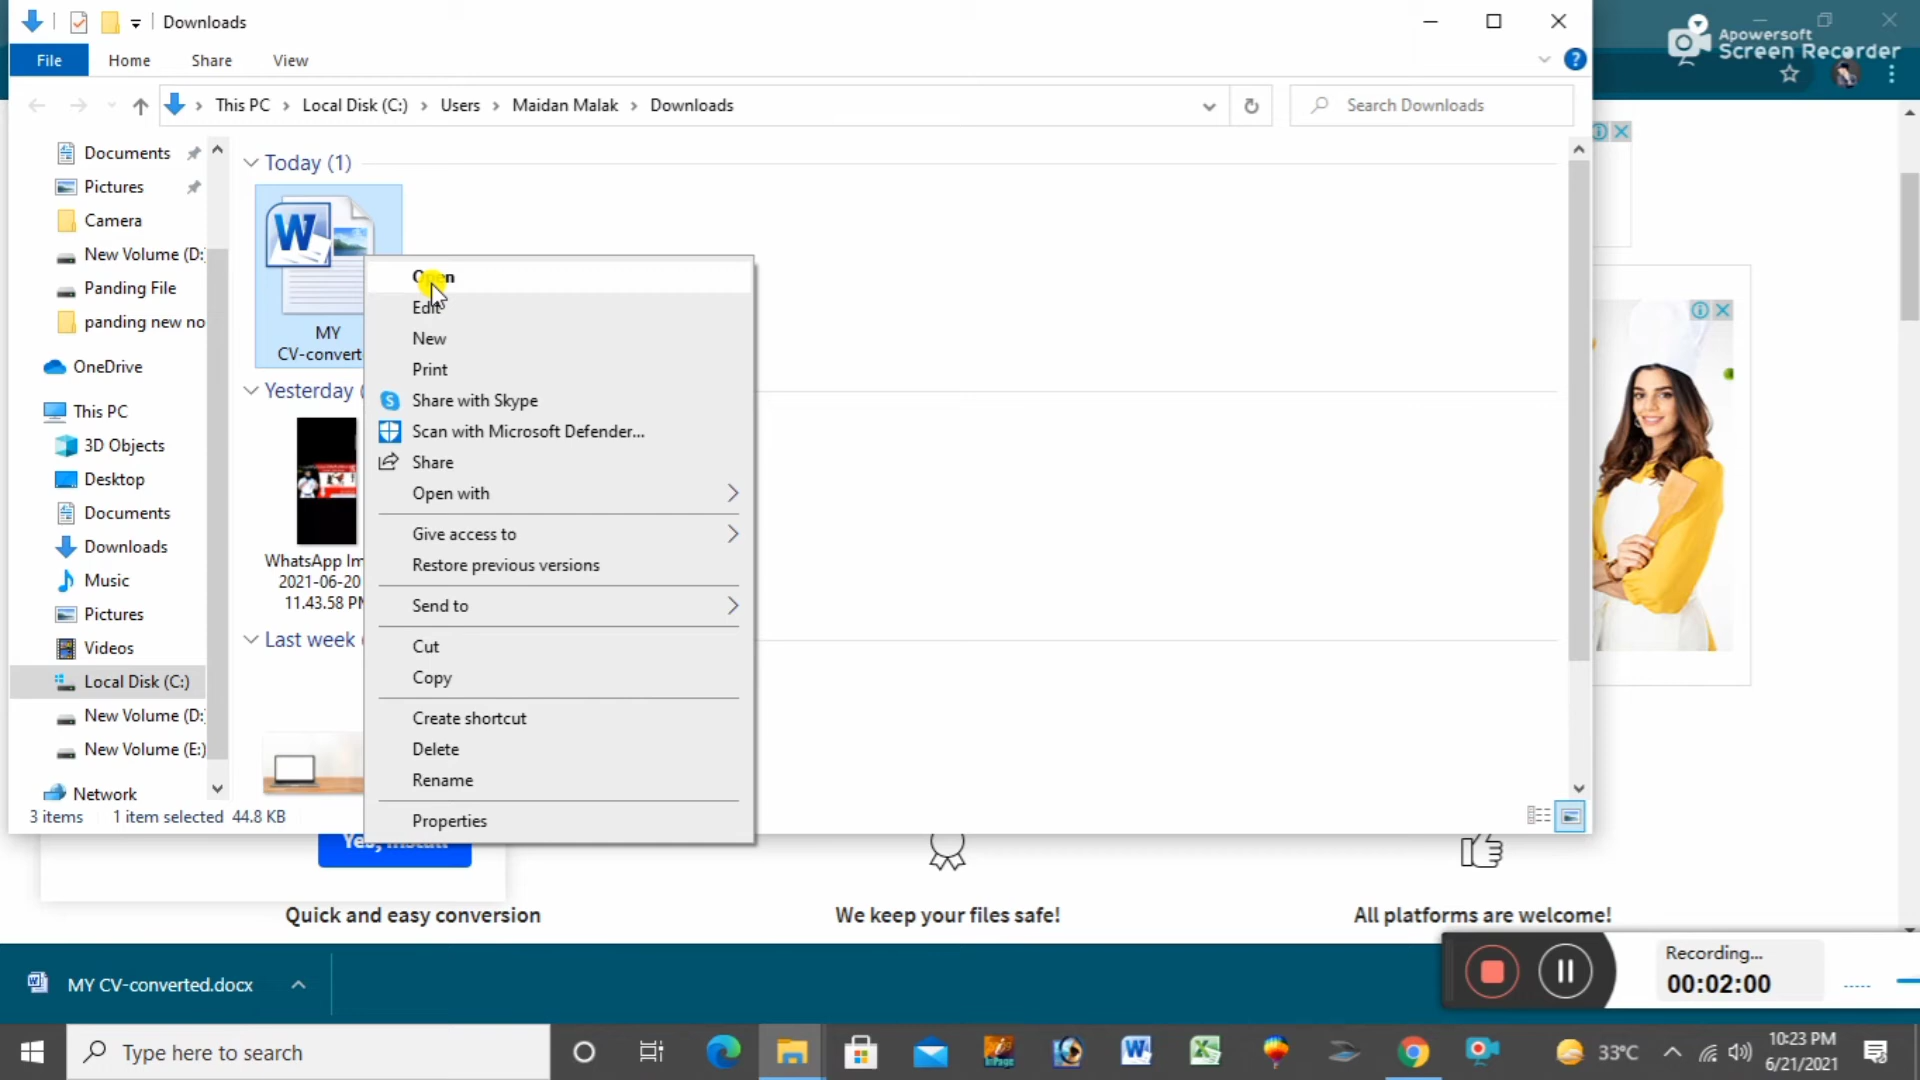 Downloads
Apowersoft
Screen Recorder
File Home Share View
This PC Local Disk (C:) Users Maidan Malak Downloads
Search Downloads
Documents
Pictures
Camera
New Volume (D:
Panding File
panding new no
OneDrive
This PC
3D Objects
Desktop
Documents
Downloads
Music
Pictures
Videos
Local Disk (C:)
New Volume (D:
New Volume (E:)
Network
Today (1)
MY
CV-convert
Yesterday (
WhatsApp Im
2021-06-20
11.43.58 PM
Last week (
Open
Edit
New
Print
Share with Skype
Scan with Microsoft Defender...
Share
Open with
Give access to
Restore previous versions
Send to
Cut
Copy
Create shortcut
Delete
Rename
Properties
3 items 1 item selected 44.8 KB
Yes, Install
Quick and easy conversion
We keep your files safe!
All platforms are welcome!
MY CV-converted.docx
Recording...
00:02:00
Type here to search
33°C
10:23 PM
6/21/2021